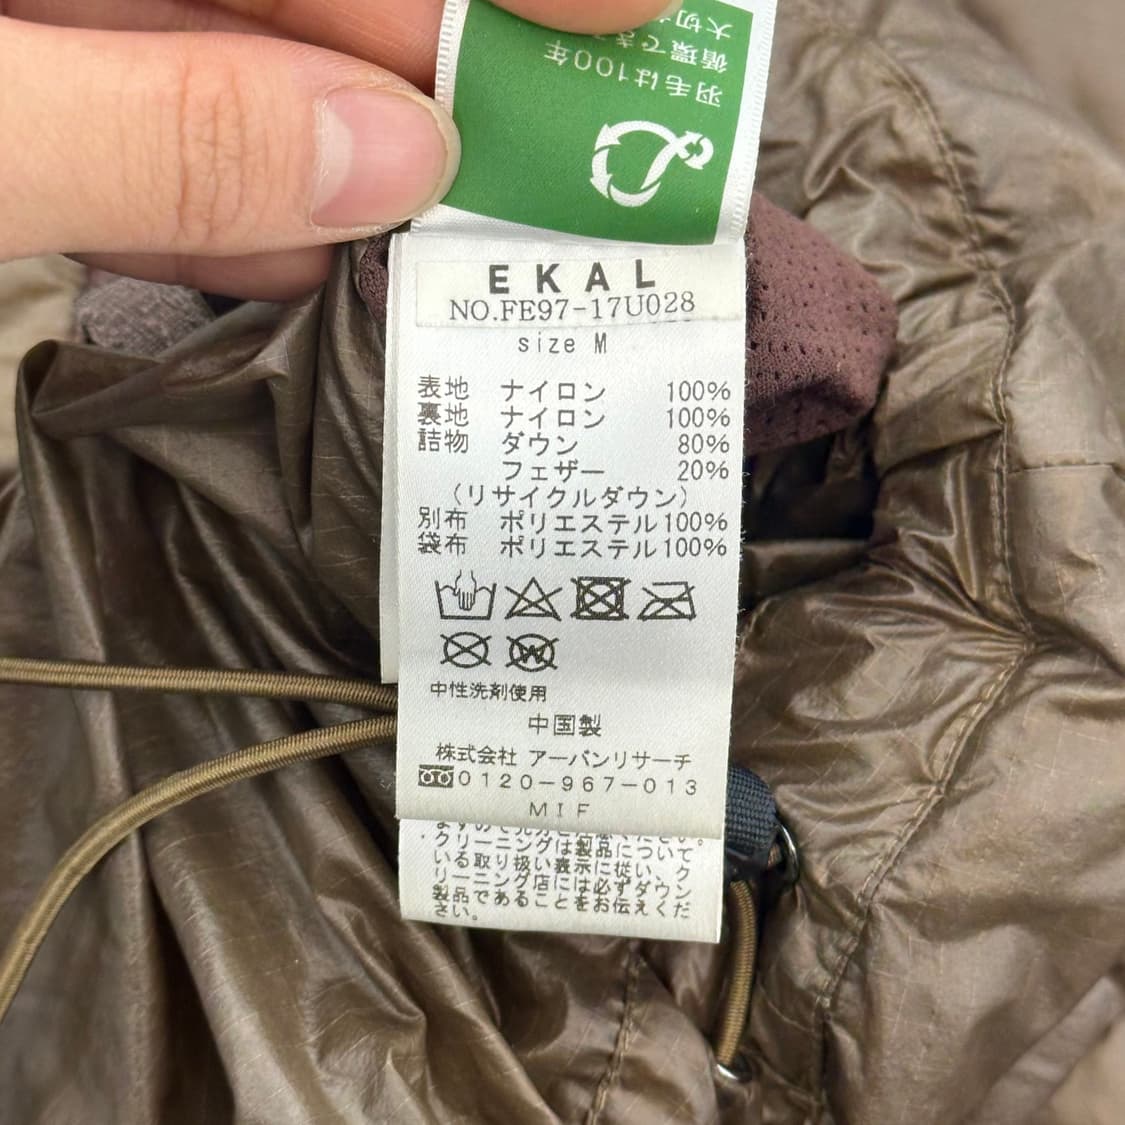 大切
循環でき
羽毛は100年
EKAL
NO.FE97-17U028
size M
表地 ナイロン 100%
裏地 ナイロン 100%
詰物 ダウン 80%
フェザー 20%
(リサイクルダウン)
別布 ポリエステル100%
袋布 ポリエステル100%
中性洗剤使用
中国製
株式会社 アーバンリサーチ
0120-967-013
MIF
・クリーニングは製品について
いる取り扱い表示に従い、ク
リーニング店には必ずダウン
製品であることをお伝えくだ
さい。